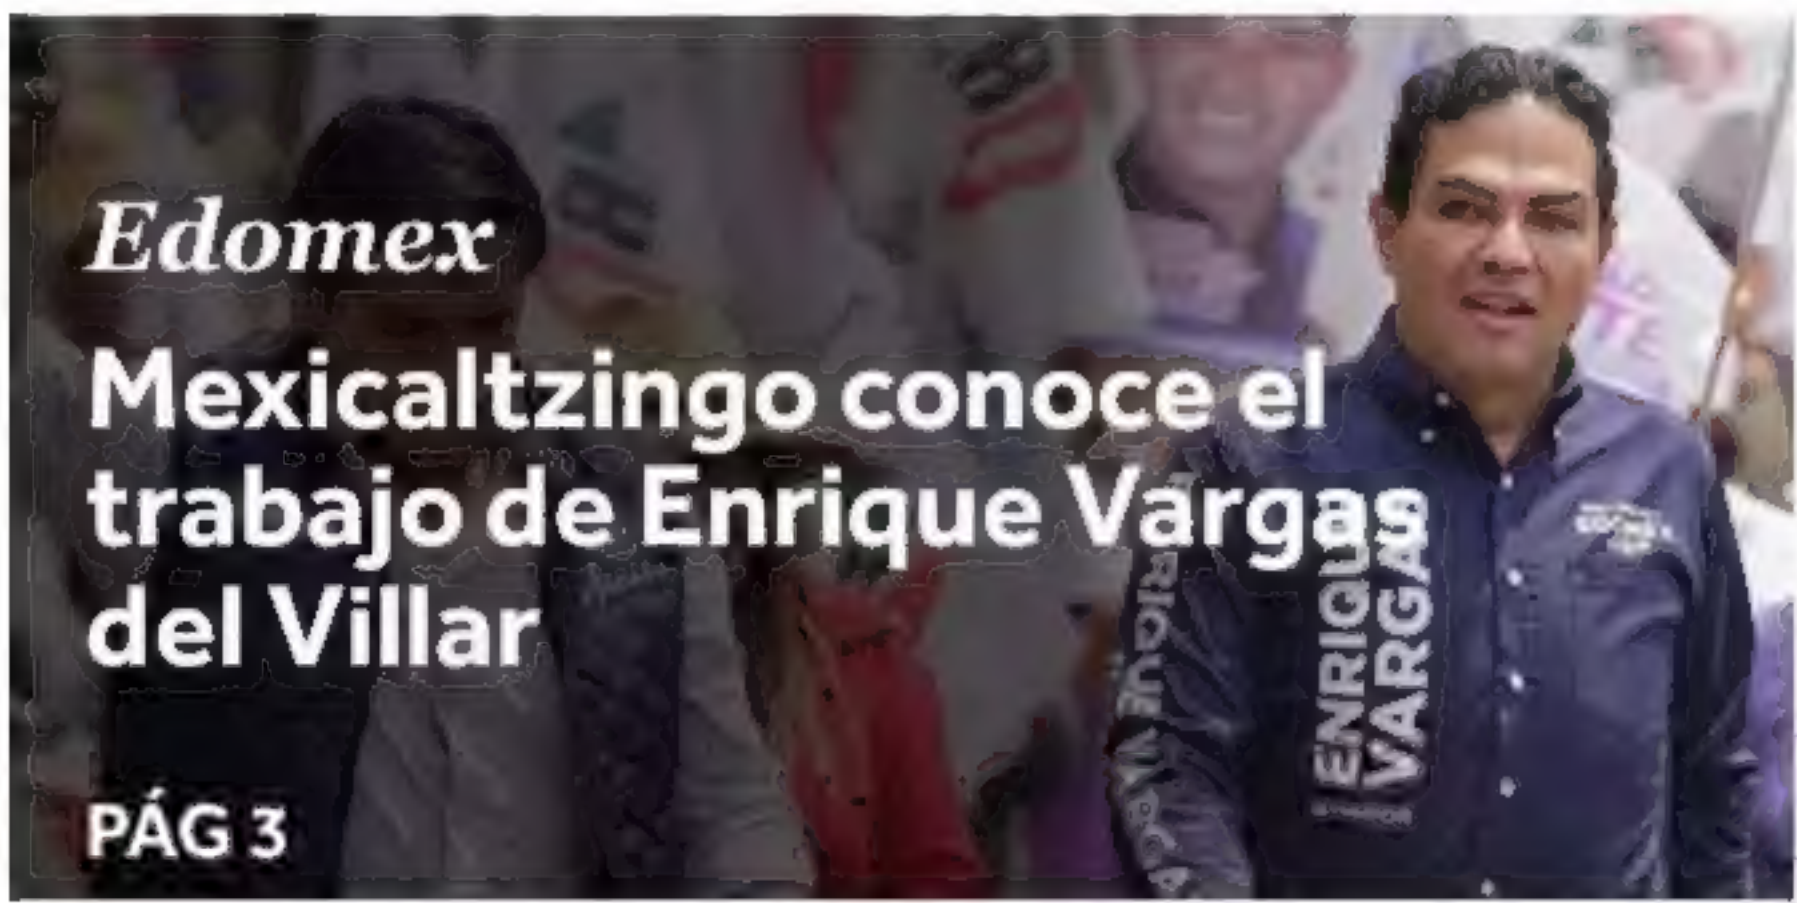 Edomex
Mexicaltzingo conoce el
trabajo de Enrique Vargas
del Villar
PÁG 3
ENRIQUE
VARGAS